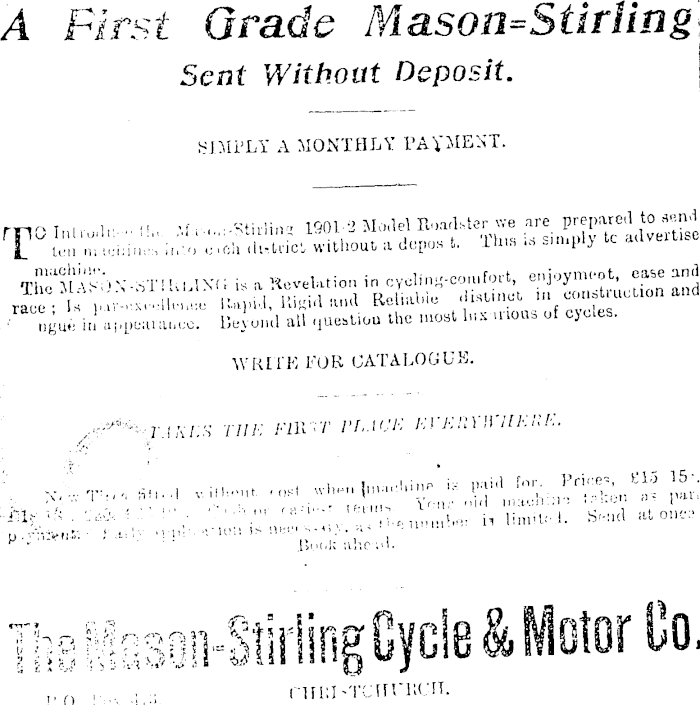 A First Grade Mason=Stirling
Sent Without Deposit.
SIMPLY A MONTHLY PAYMENT.
TO Introduce the Mason-Stirling 1901-2 Model Roadster we are prepared to send
ten machines into each district without a deposit. This is simply to advertise
machine.
The MASON-STIRLING is a Revelation in cycling-comfort, enjoyment, ease and
race; Is par-excellence Rapid, Rigid and Reliable distinct in construction and
in appearance. Beyond all question the most luxurious of cycles.
WRITE FOR CATALOGUE.
TAKES THE FIRST PLACE EVERYWHERE.
New Tires fitted without cost when machine is paid for. Prices, £15 15s.
Cash or easiest terms. Your old machine taken as part
payment. Early application is necessary, as the number is limited. Send at once
Book ahead.
The Mason-Stirling Cycle & Motor Co.
P.O. Box CHRISTCHURCH.